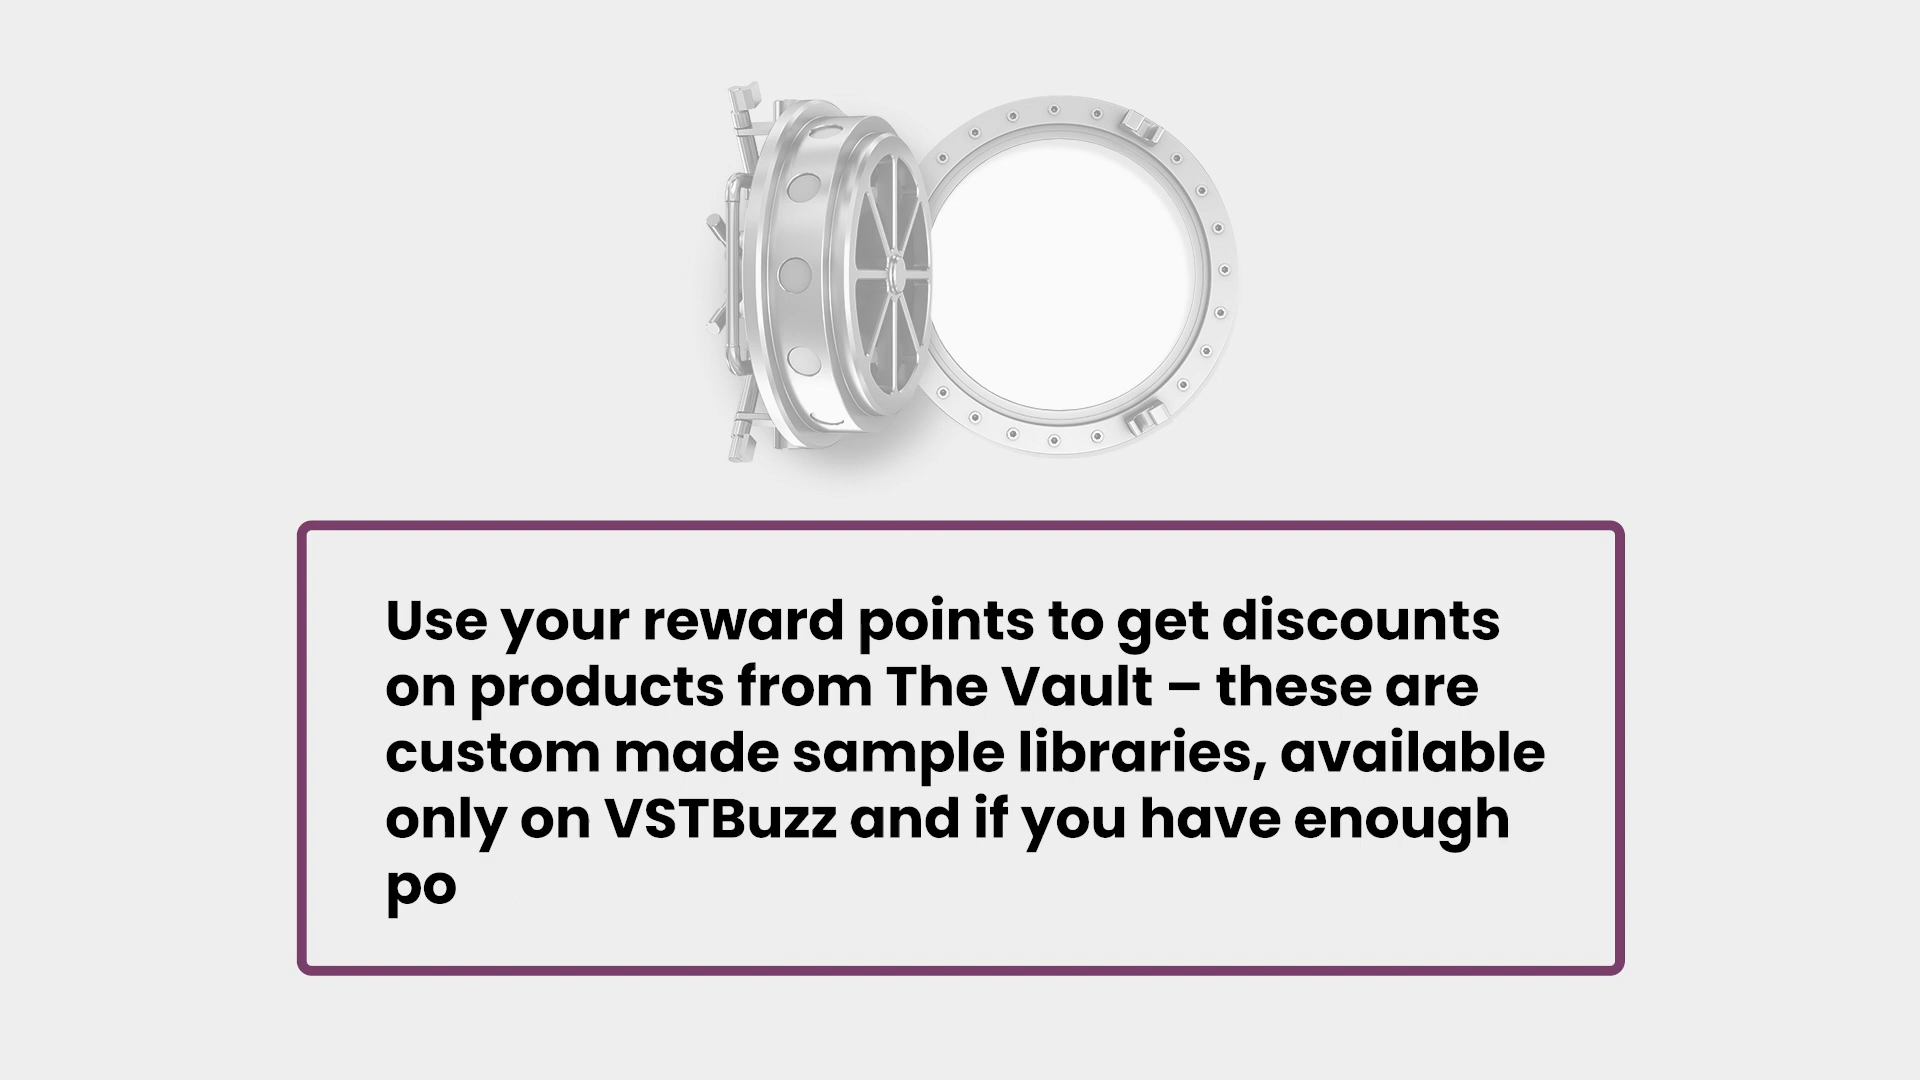 Use your reward points to get discounts
on products from The Vault – these are
custom made sample libraries, available
only on VSTBuzz and if you have enough
po